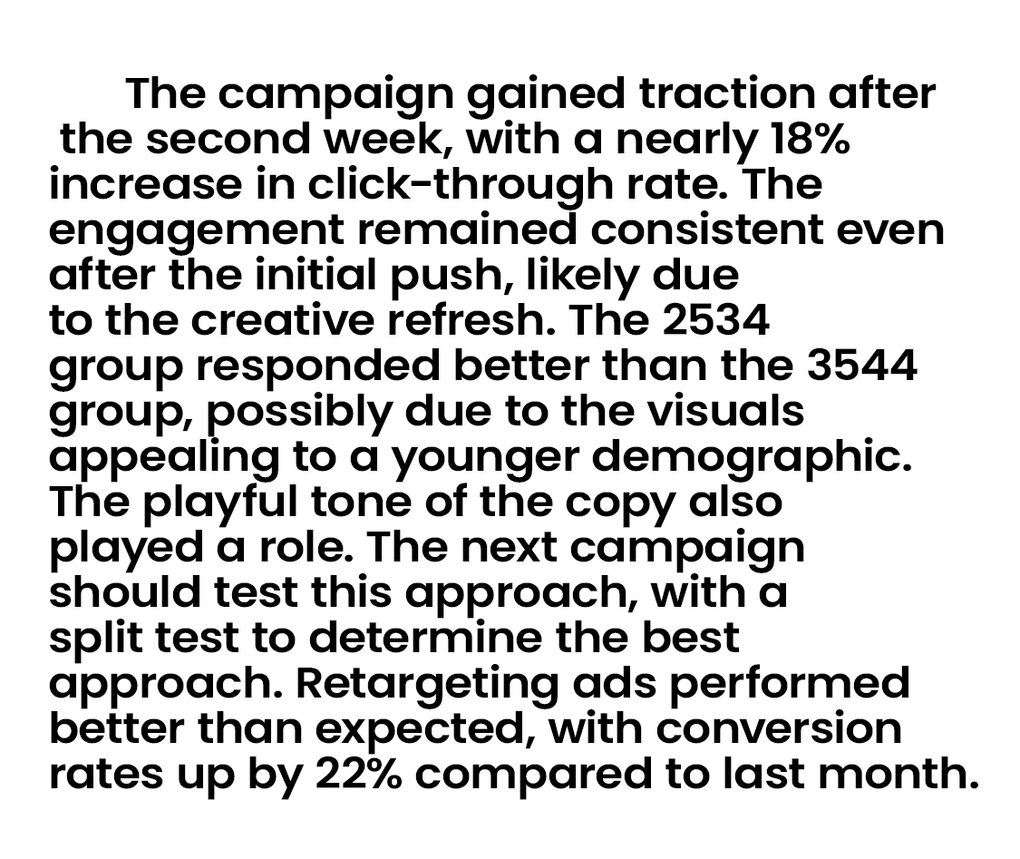 The campaign gained traction after
the second week, with a nearly 18%
increase in click-through rate. The
engagement remained consistent even
after the initial push, likely due
to the creative refresh. The 2534
group responded better than the 3544
group, possibly due to the visuals
appealing to a younger demographic.
The playful tone of the copy also
played a role. The next campaign
should test this approach, with a
split test to determine the best
approach. Retargeting ads performed
better than expected, with conversion
rates up by 22% compared to last month.